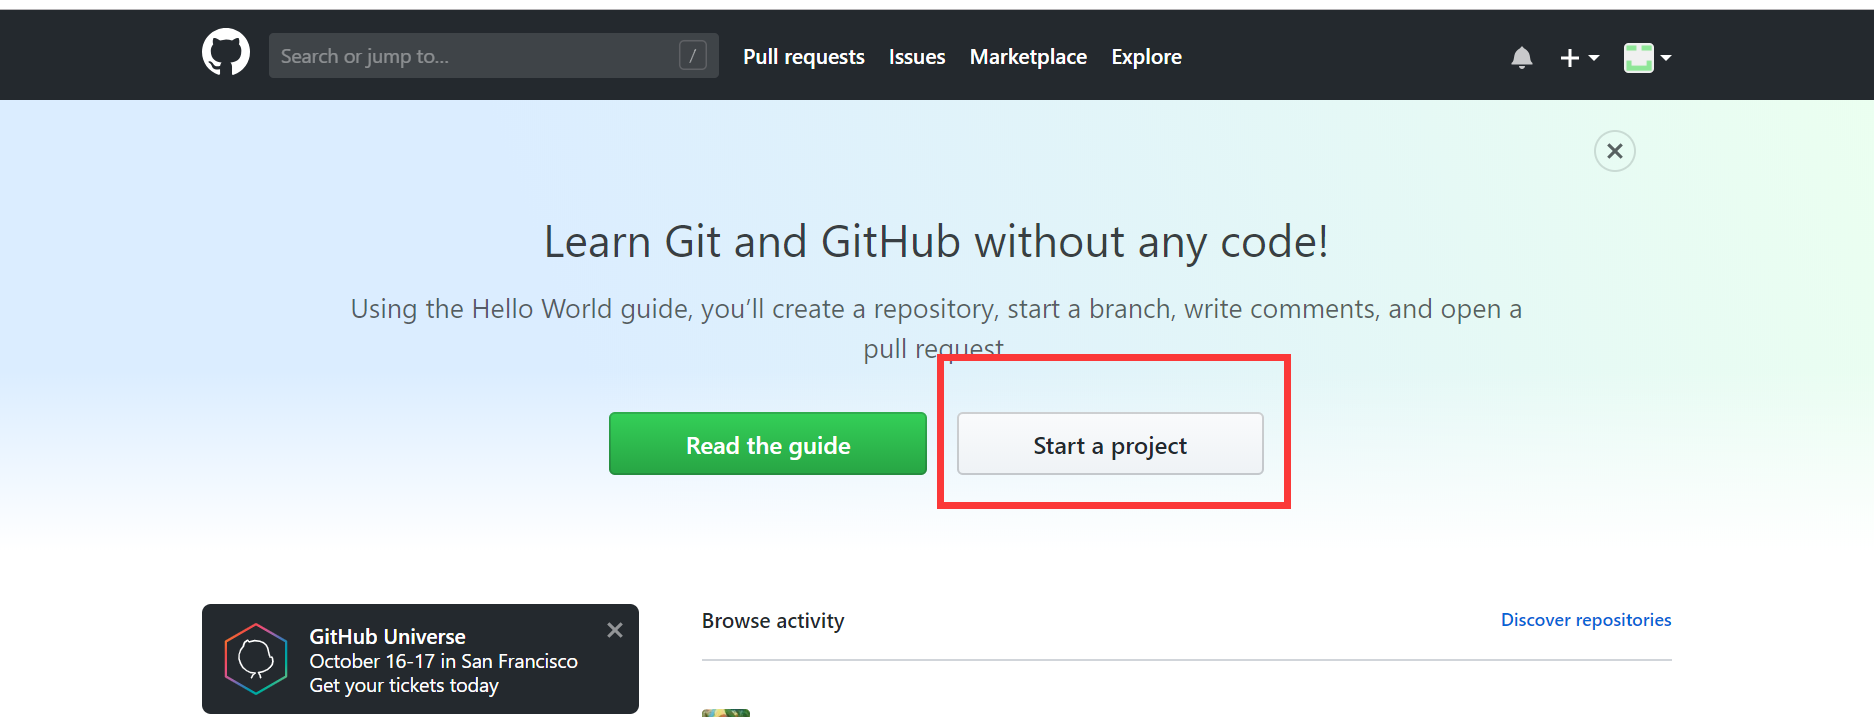 Search or jump to... /
Pull requests Issues Marketplace Explore
Learn Git and GitHub without any code!
Using the Hello World guide, you’ll create a repository, start a branch, write comments, and open a
pull request.
Read the guide
Start a project
GitHub Universe
October 16-17 in San Francisco
Get your tickets today
Browse activity
Discover repositories